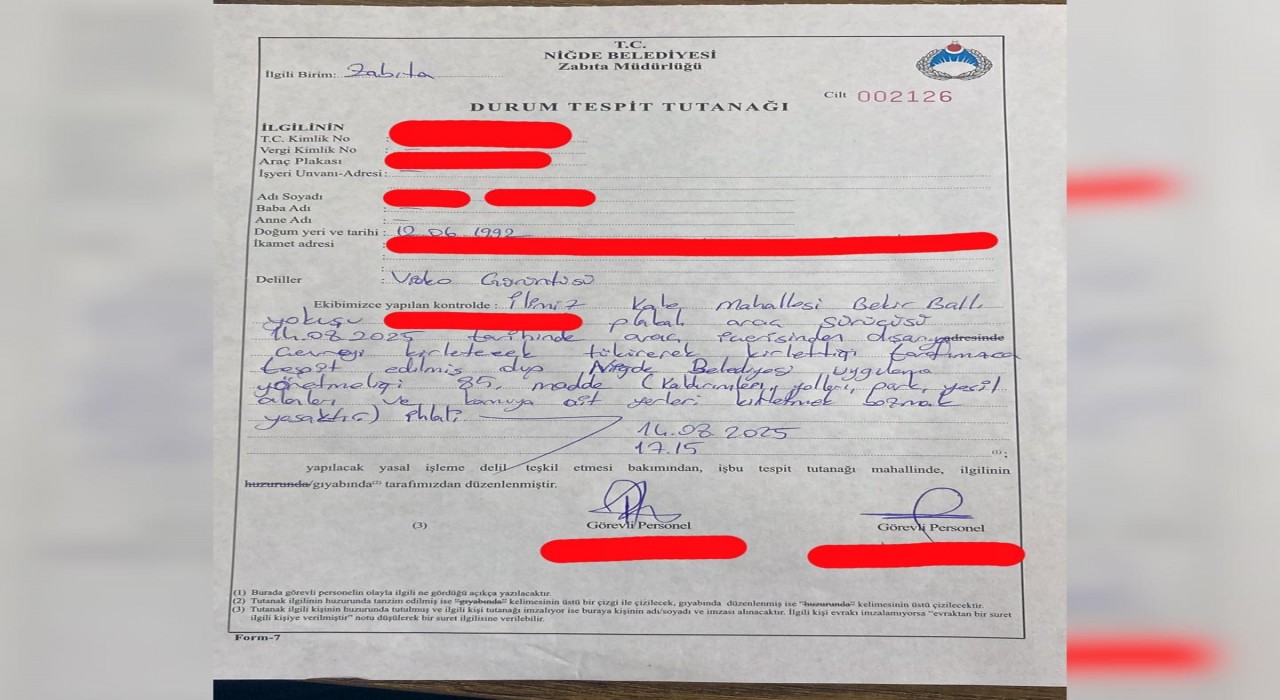 T.C.
NİĞDE BELEDİYESİ
Zabıta Müdürlüğü
İlgili Birim: Zabıta
Cilt 002126
DURUM TESPİT TUTANAĞI
İLGİLİNİN
T.C. Kimlik No :
Vergi Kimlik No :
Araç Plakası :
İşyeri Unvanı-Adresi :
Adı Soyadı :
Baba Adı :
Anne Adı :
Doğum yeri ve tarihi : 12.06.1992
İkamet adresi :
Deliller : Video Görüntüsü
Ekibimizce yapılan kontrolde : İlimiz Kale Mahallesi Bekir Ballı
yokuşu plakalı araç sürücüsü
14.08.2025 tarihinde araç içerisinden dışarıya adresinde
Çevreyi kirletecek tükürerek kirlettiği tarafımızca
tespit edilmiş olup Niğde Belediyesi uygulama
yönetmeliği 85. madde (Kaldırımları, yolları, park, yeşil
alanları ve kamuya ait yerleri kirletmek bozmak
yasaktır) ihlali
14.08.2025
17.15 (1) ;
yapılacak yasal işleme delil teşkil etmesi bakımından, işbu tespit tutanağı mahallinde, ilgilinin
huzurunda/gıyabında(2) tarafımızdan düzenlenmiştir.
(3) Görevli Personel Görevli Personel
(1) Burada görevli personelin olayla ilgili ne gördüğü açıkça yazılacaktır.
(2) Tutanak ilgilinin huzurunda tanzim edilmiş ise "gıyabında" kelimesinin üstü bir çizgi ile çizilecek, gıyabında düzenlenmiş ise "huzurunda" kelimesinin üstü çizilecektir.
(3) Tutanak ilgili kişinin huzurunda tutulmuş ve ilgili kişi tutanağı imzalıyor ise buraya kişinin adı/soyadı ve imzası alınacaktır. İlgili kişi evrakı imzalamıyorsa "evraktan bir suret
ilgili kişiye verilmiştir" notu düşülerek bir suret ilgilisine verilebilir.
Form-7